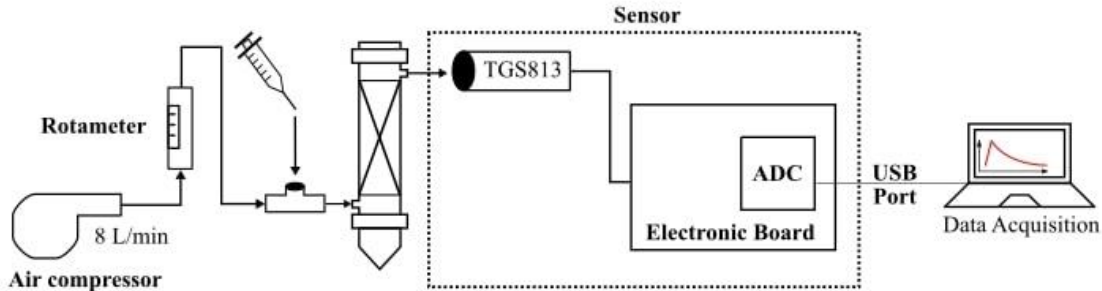 Sensor
TGS813
Rotameter
ADC
USB
Port
8 L/min
Electronic Board
Data Acquisition
Air compressor